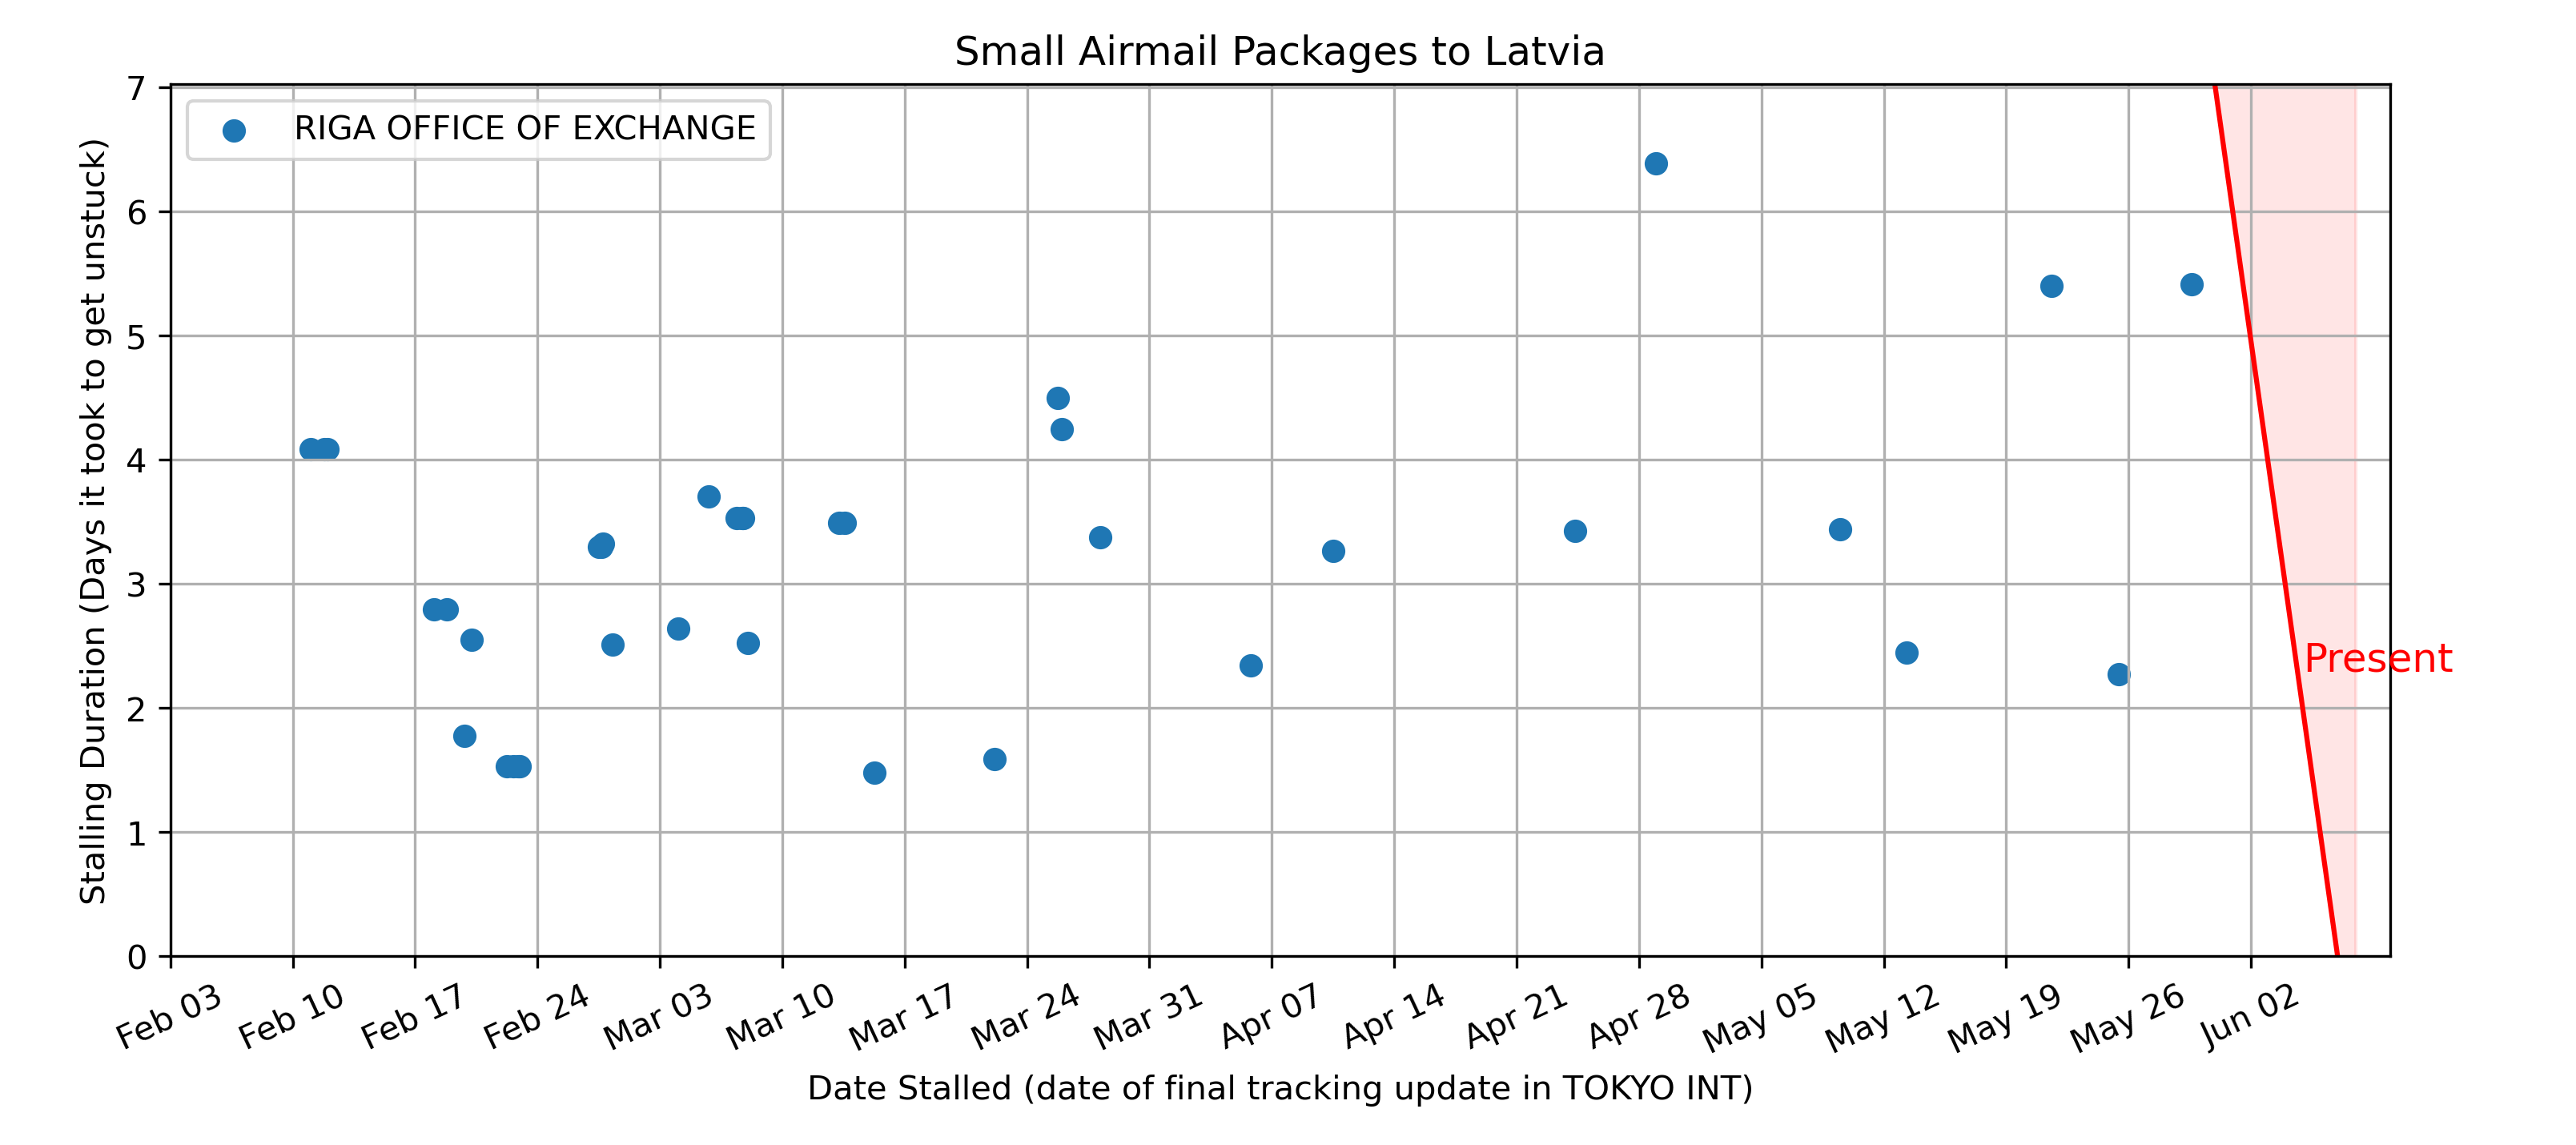 Small Airmail Packages to Latvia
RIGA OFFICE OF EXCHANGE
Stalling Duration (Days it took to get unstuck)
7
6
5
4
3
2
1
0
Present
Feb 03
Feb 10
Feb 17
Feb 24
Mar 03
Mar 10
Mar 17
Mar 24
Mar 31
Apr 07
Apr 14
Apr 21
Apr 28
May 05
May 12
May 19
May 26
Jun 02
Date Stalled (date of final tracking update in TOKYO INT)